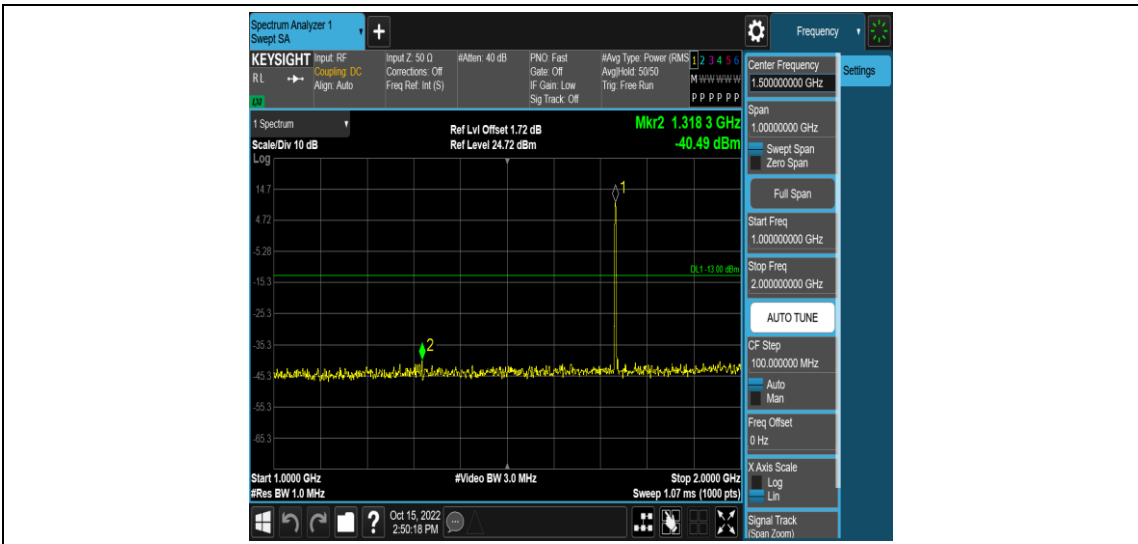 Spectrum Analyzer 1
Swept SA
+
Frequency
KEYSIGHT
RL
LXI
Input: RF
Coupling: DC
Align: Auto
Input Z: 50 Ω
Corrections: Off
Freq Ref: Int (S)
#Atten: 40 dB
PNO: Fast
Gate: Off
IF Gain: Low
Sig Track: Off
#Avg Type: Power (RMS
Avg|Hold: 50/50
Trig: Free Run
1 2 3 4 5 6
M W W W W W
P P P P P P
Center Frequency
1.500000000 GHz
Settings
Span
1.00000000 GHz
Swept Span
Zero Span
Full Span
Start Freq
1.000000000 GHz
Stop Freq
2.000000000 GHz
AUTO TUNE
CF Step
100.000000 MHz
Auto
Man
Freq Offset
0 Hz
X Axis Scale
Log
Lin
Signal Track
(Span Zoom)
1 Spectrum
Scale/Div 10 dB
Log
Ref Lvl Offset 1.72 dB
Ref Level 24.72 dBm
Mkr2 1.318 3 GHz
-40.49 dBm
14.7
4.72
-5.28
-15.3
-25.3
-35.3
-45.3
-55.3
-65.3
1
DL1 -13.00 dBm
2
Start 1.0000 GHz
#Res BW 1.0 MHz
#Video BW 3.0 MHz
Stop 2.0000 GHz
Sweep 1.07 ms (1000 pts)
?
Oct 15, 2022
2:50:18 PM